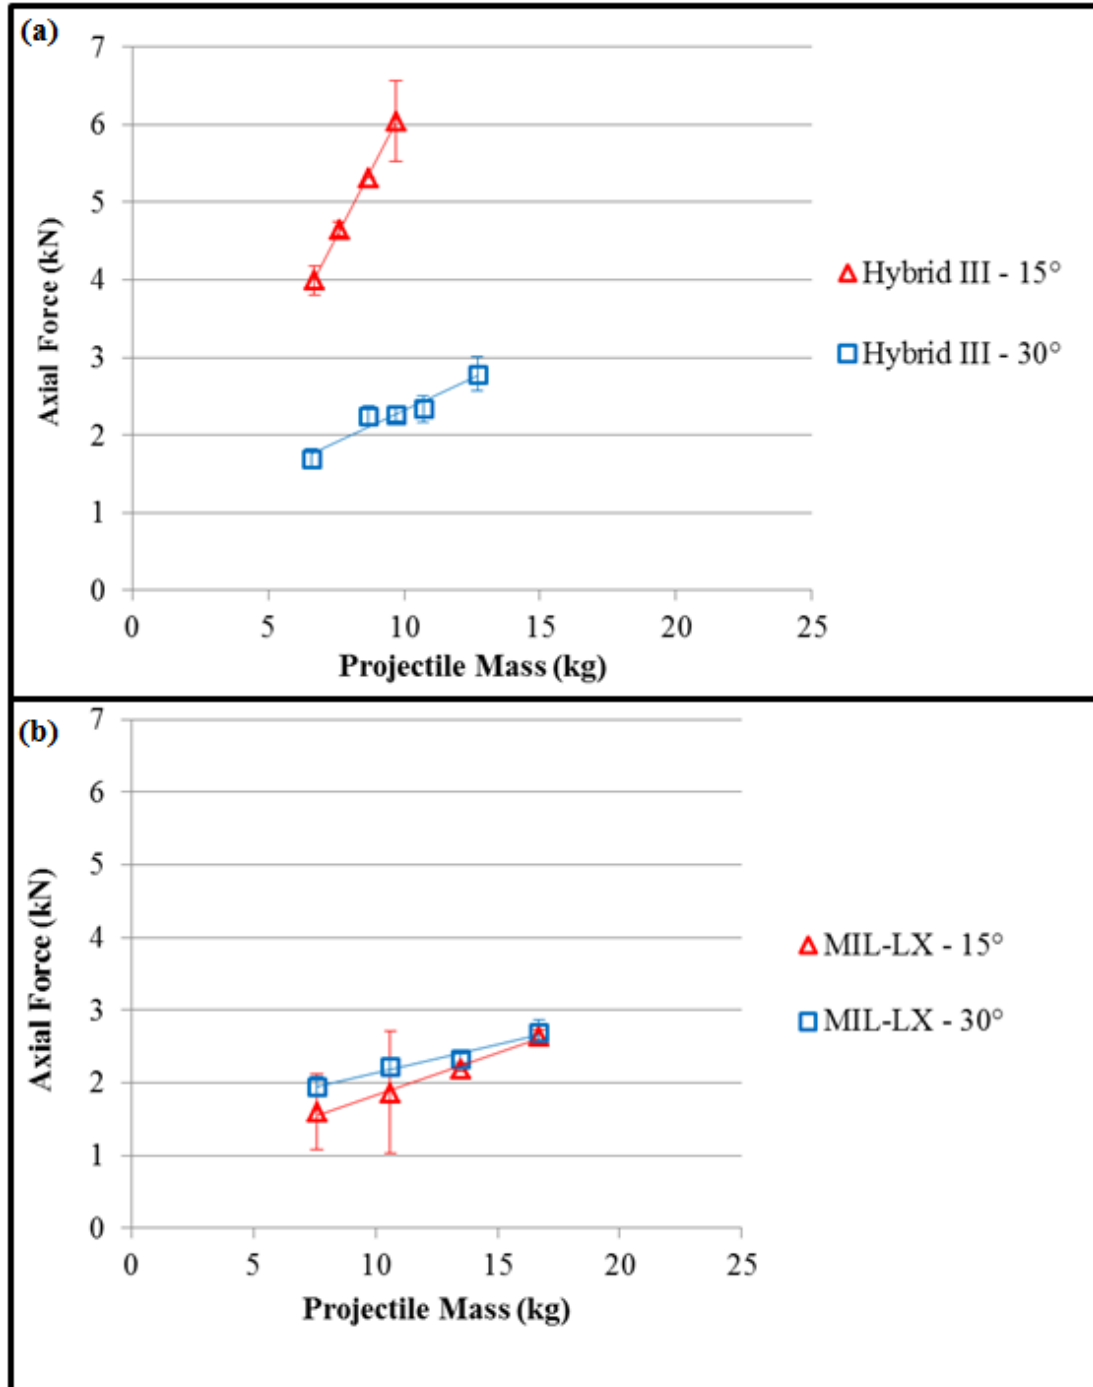 (a)
7
6
5
4
3
2
1
0
Axial Force (kN)
0 5 10 15 20 25
Projectile Mass (kg)
Hybrid III - 15°
Hybrid III - 30°
(b)
7
6
5
4
3
2
1
0
Axial Force (kN)
0 5 10 15 20 25
Projectile Mass (kg)
MIL-LX - 15°
MIL-LX - 30°